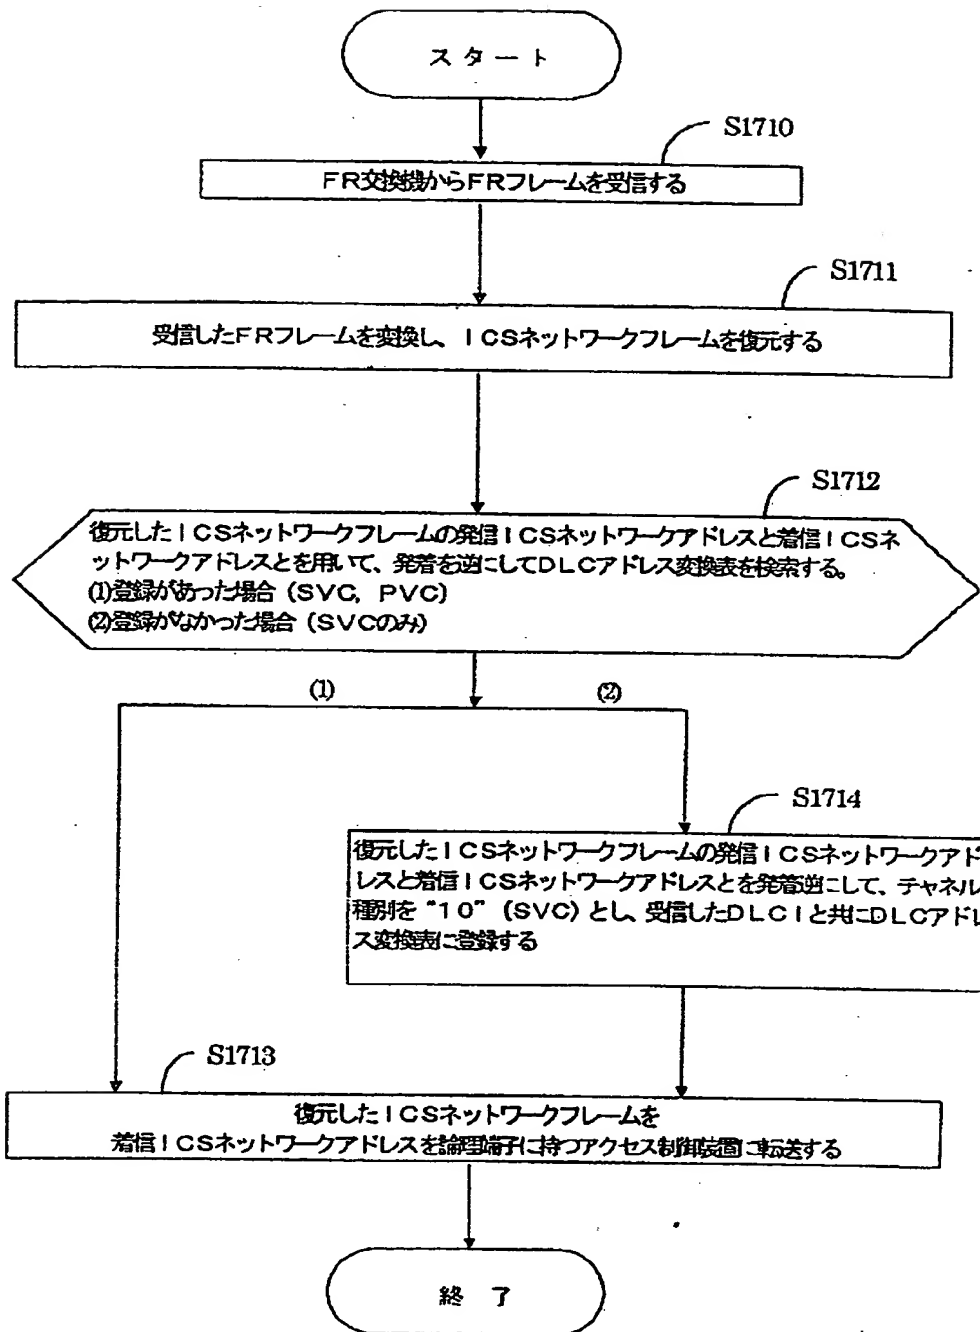 スタート
S1710
FR交換機からFRフレームを受信する
S1711
受信したFRフレームを変換し、ICSネットワークフレームを復元する
S1712
復元したICSネットワークフレームの発信ICSネットワークアドレスと着信ICSネ
ットワークアドレスとを用いて、発着を逆にしてDLCアドレス変換表を検索する。
(1)登録があった場合(SVC, PVC)
(2)登録がなかった場合(SVCのみ)
(1)
(2)
S1714
復元したICSネットワークフレームの発信ICSネットワークアド
レスと着信ICSネットワークアドレスとを発着逆にして、チャネル
種別を“10”(SVC)とし、受信したDLCIと共にDLCアドレ
ス変換表に登録する
S1713
復元したICSネットワークフレームを
着信ICSネットワークアドレスを論理端子に持つアクセス制御装置に転送する
終了